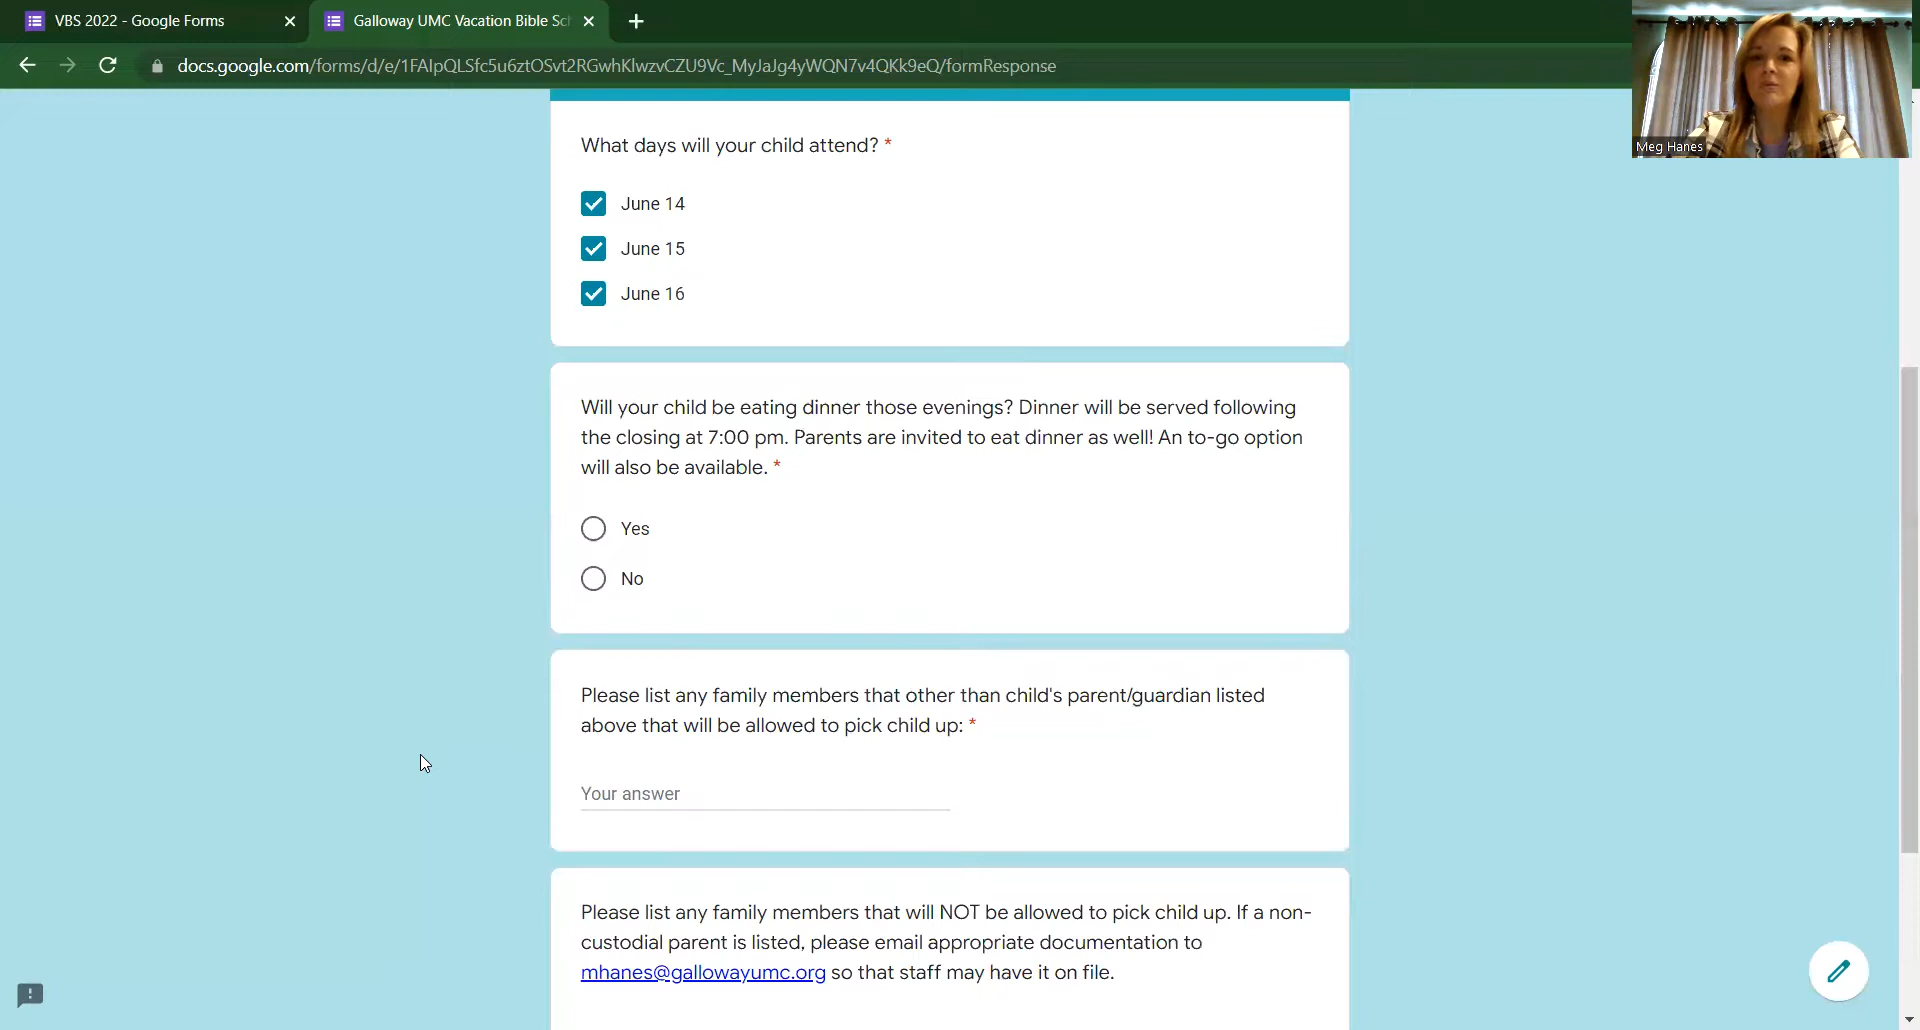 VBS 2022 - Google Forms
Galloway UMC Vacation Bible Sc
docs.google.com/forms/d/e/1FAIpQLSfc5u6ztOSvt2RGwhKlwzvCZU9Vc_MyJaJg4yWQN7v4QKk9eQ/formResponse
Meg Hanes
What days will your child attend? *
June 14
June 15
June 16
Will your child be eating dinner those evenings? Dinner will be served following
the closing at 7:00 pm. Parents are invited to eat dinner as well! An to-go option
will also be available. *
Yes
No
Please list any family members that other than child's parent/guardian listed
above that will be allowed to pick child up: *
Your answer
Please list any family members that will NOT be allowed to pick child up. If a non-
custodial parent is listed, please email appropriate documentation to
mhanes@gallowayumc.org so that staff may have it on file.